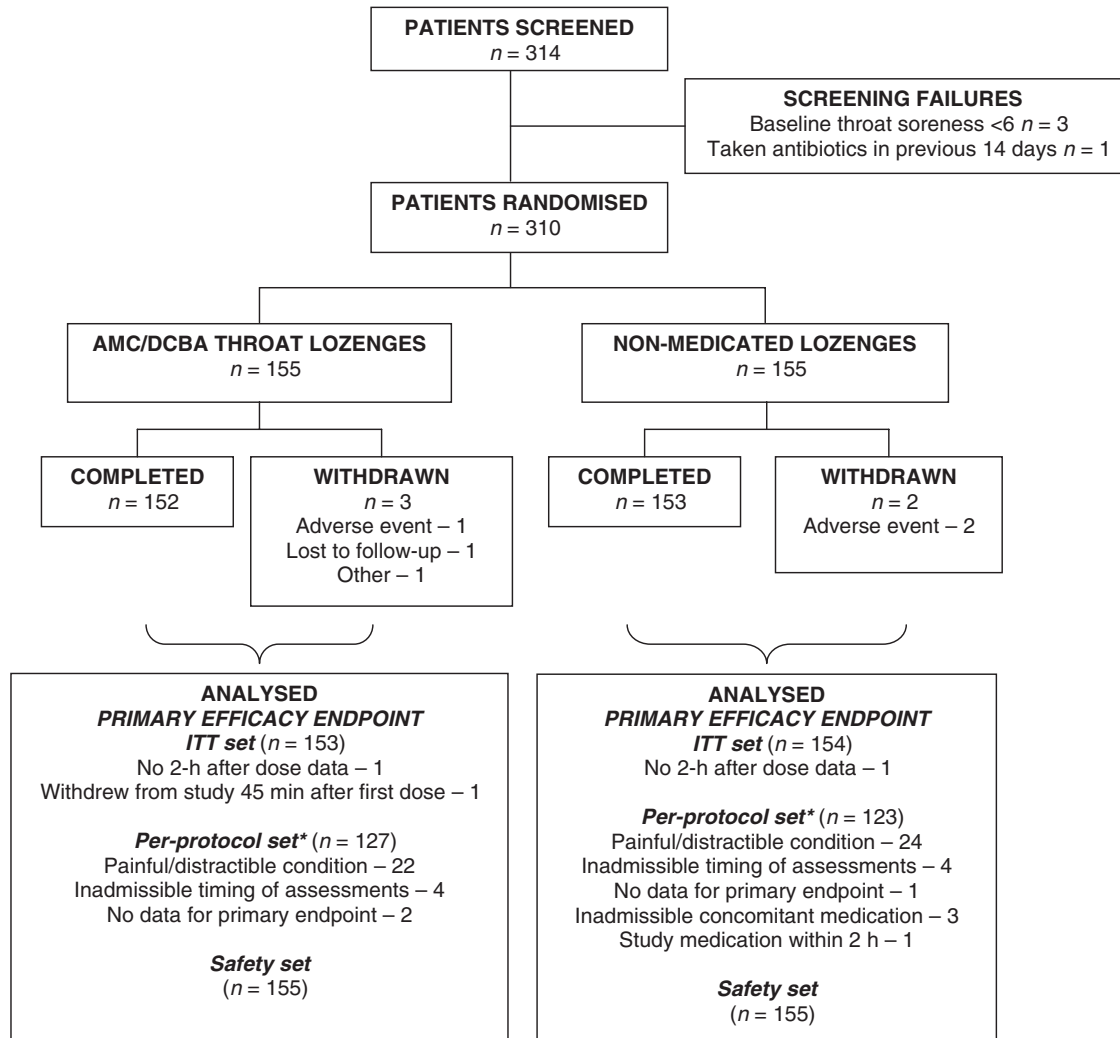 PATIENTS SCREENED
n = 314
SCREENING FAILURES
Baseline throat soreness <6 n = 3
Taken antibiotics in previous 14 days n = 1
PATIENTS RANDOMISED
n = 310
AMC/DCBA THROAT LOZENGES
n = 155
NON-MEDICATED LOZENGES
n = 155
COMPLETED
n = 152
WITHDRAWN
n = 3
Adverse event – 1
Lost to follow-up – 1
Other – 1
COMPLETED
n = 153
WITHDRAWN
n = 2
Adverse event – 2
ANALYSED
PRIMARY EFFICACY ENDPOINT
ITT set (n = 153)
No 2-h after dose data – 1
Withdrew from study 45 min after first dose – 1
Per-protocol set* (n = 127)
Painful/distractible condition – 22
Inadmissible timing of assessments – 4
No data for primary endpoint – 2
Safety set
(n = 155)
ANALYSED
PRIMARY EFFICACY ENDPOINT
ITT set (n = 154)
No 2-h after dose data – 1
Per-protocol set* (n = 123)
Painful/distractible condition – 24
Inadmissible timing of assessments – 4
No data for primary endpoint – 1
Inadmissible concomitant medication – 3
Study medication within 2 h – 1
Safety set
(n = 155)